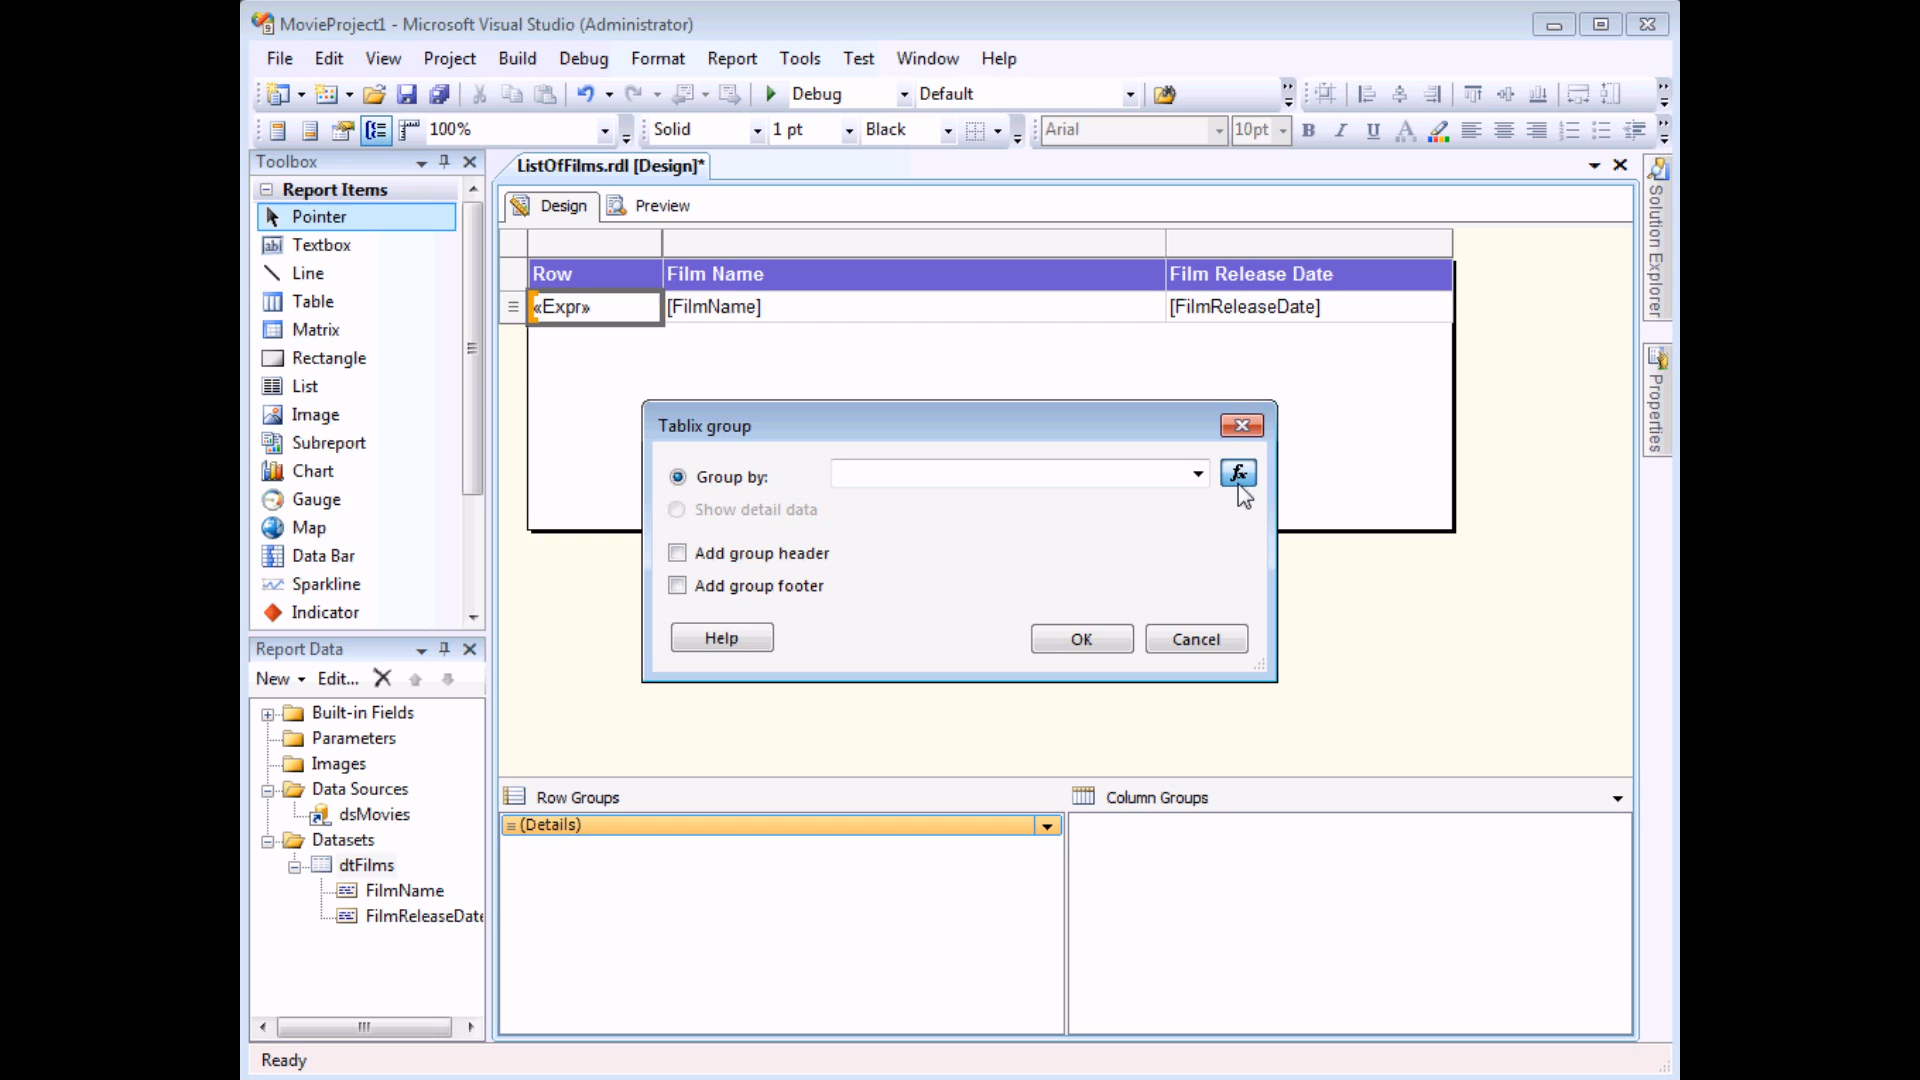 MovieProject1 - Microsoft Visual Studio (Administrator)
File Edit View Project Build Debug Format Report Tools Test Window Help
Debug Default
100% Solid 1 pt Black Arial 10pt B I U A
Toolbox
Report Items
Pointer
Textbox
Line
Table
Matrix
Rectangle
List
Image
Subreport
Chart
Gauge
Map
Data Bar
Sparkline
Indicator
Report Data
New Edit...
Built-in Fields
Parameters
Images
Data Sources
dsMovies
Datasets
dtFilms
FilmName
FilmReleaseDate
ListOfFilms.rdl [Design]*
Design Preview
Row Film Name Film Release Date
«Expr» [FilmName] [FilmReleaseDate]
Tablix group
Group by: fx
Show detail data
Add group header
Add group footer
Help OK Cancel
Row Groups Column Groups
(Details)
Solution Explorer
Properties
Ready